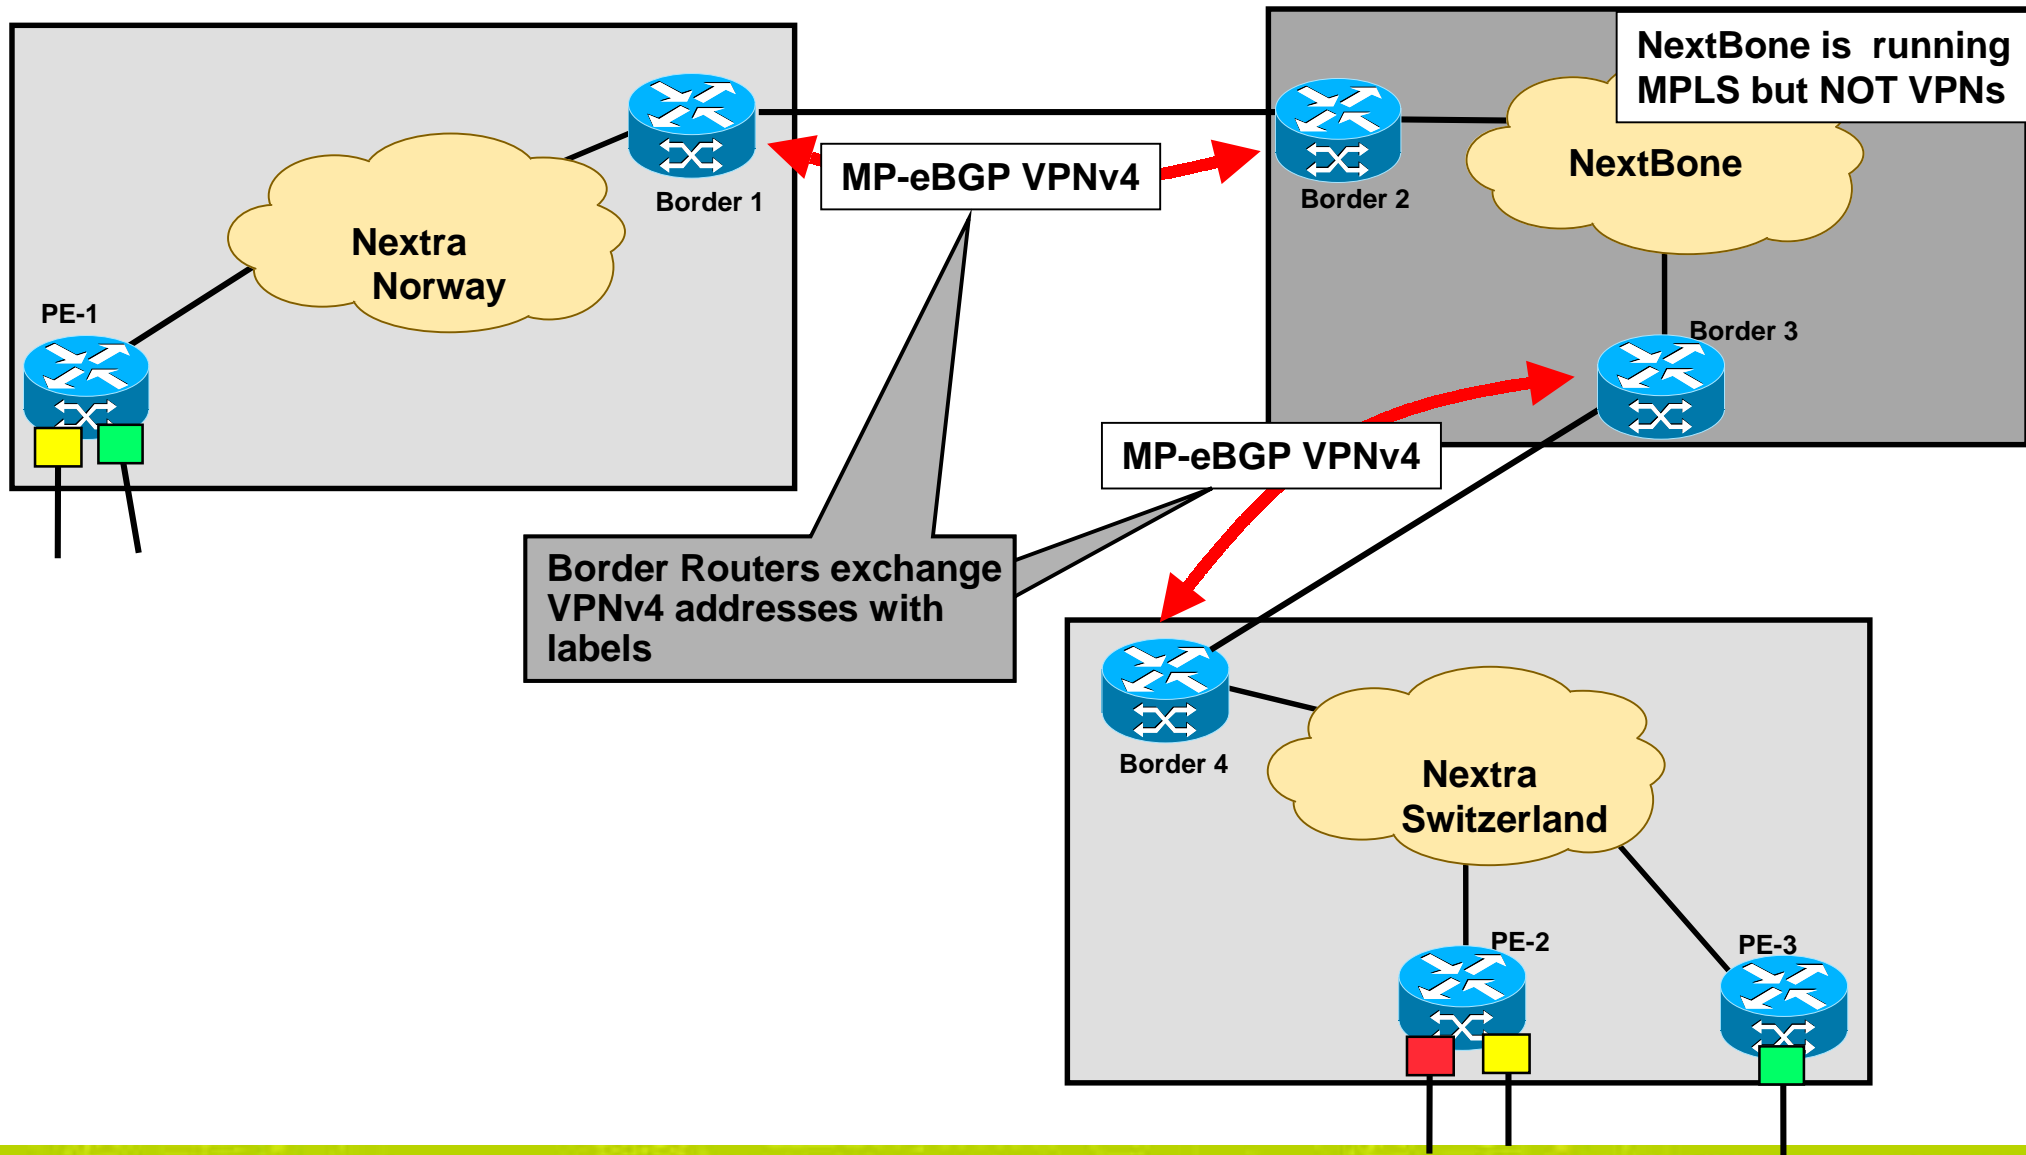 NextBone is running
MPLS but NOT VPNs
MP-eBGP VPNv4
NextBone
Border 1
Border 2
Nextra
Norway
PE-1
Border 3
MP-eBGP VPNv4
Border Routers exchange
VPNv4 addresses with
labels
Border 4
Nextra
Switzerland
PE-2
PE-3